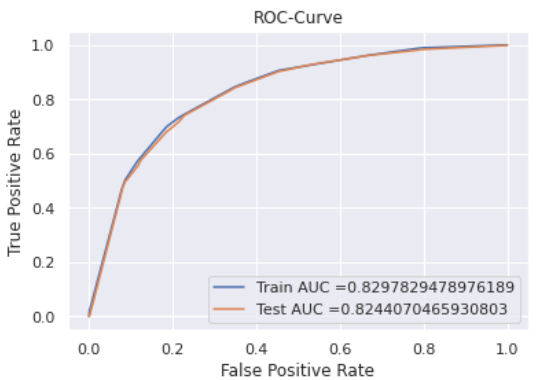 ROC-Curve
True Positive Rate
1.0
0.8
0.6
0.4
0.2
0.0
Train AUC =0.8297829478976189
Test AUC =0.8244070465930803
0.0 0.2 0.4 0.6 0.8 1.0
False Positive Rate